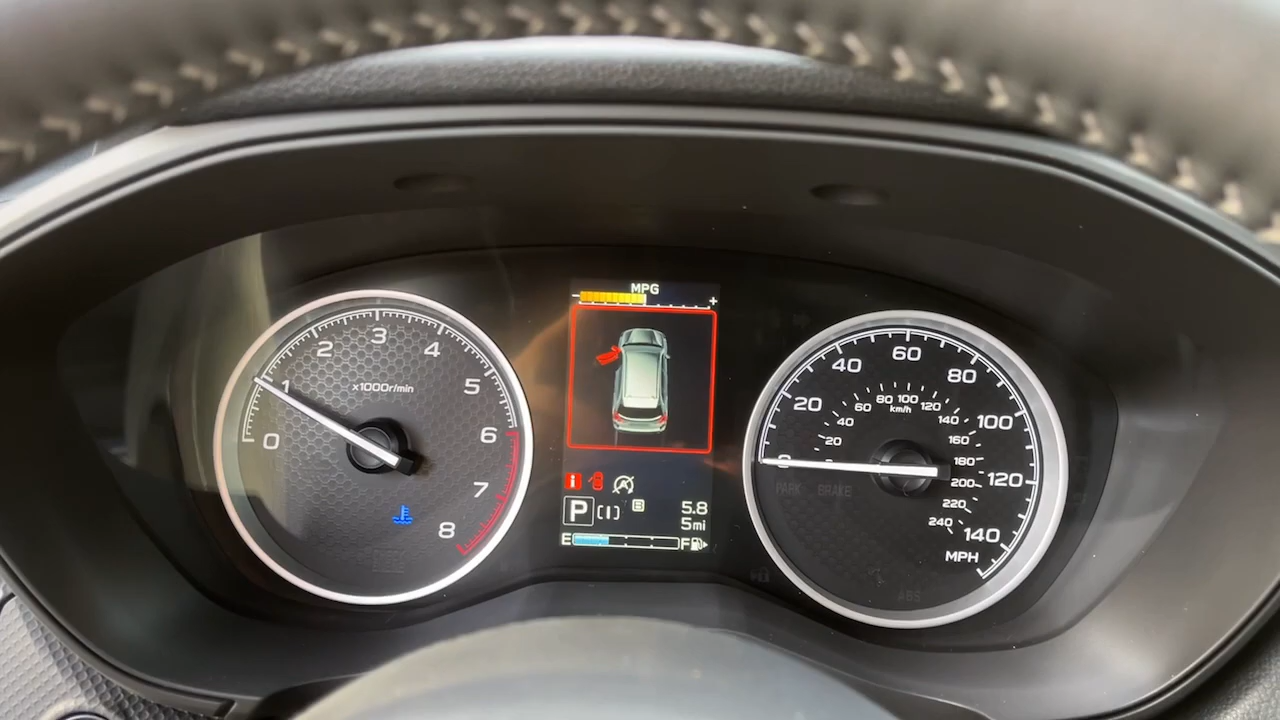 MPG
- +
0 1 2 3 4 5 6 7 8
x1000r/min
i
P [I] B 5.8
5mi
E F
0 20 40 60 80 100 120 140
20 40 60 80 100 120 140 160 180 200 220 240
km/h
MPH
PARK BRAKE
ABS